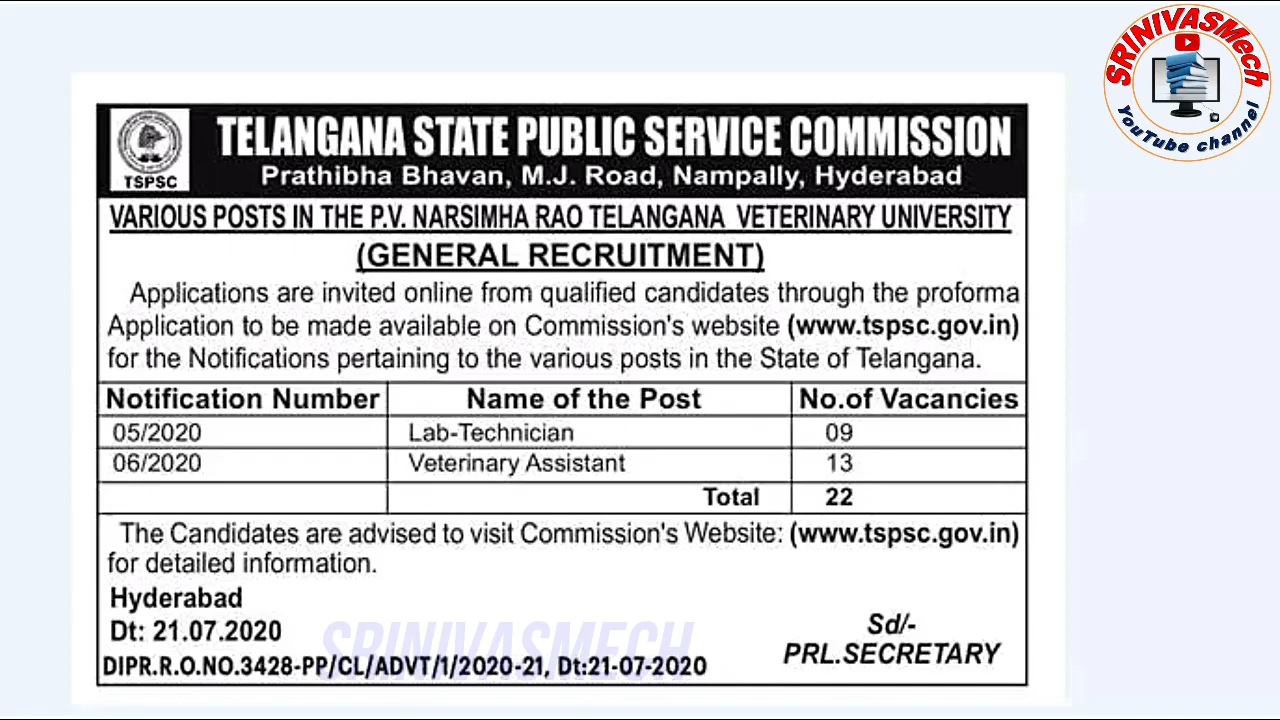 SRINIVASMech
YouTube channel
TSPSC
TELANGANA STATE PUBLIC SERVICE COMMISSION
Prathibha Bhavan, M.J. Road, Nampally, Hyderabad
VARIOUS POSTS IN THE P.V. NARSIMHA RAO TELANGANA VETERINARY UNIVERSITY
(GENERAL RECRUITMENT)
Applications are invited online from qualified candidates through the proforma
Application to be made available on Commission's website (www.tspsc.gov.in)
for the Notifications pertaining to the various posts in the State of Telangana.
Notification Number Name of the Post No.of Vacancies
05/2020 Lab-Technician 09
06/2020 Veterinary Assistant 13
Total 22
The Candidates are advised to visit Commission's Website: (www.tspsc.gov.in)
for detailed information.
Hyderabad
Dt: 21.07.2020
Sd/-
PRL.SECRETARY
SRINIVASMECH
DIPR.R.O.NO.3428-PP/CL/ADVT/1/2020-21, Dt:21-07-2020